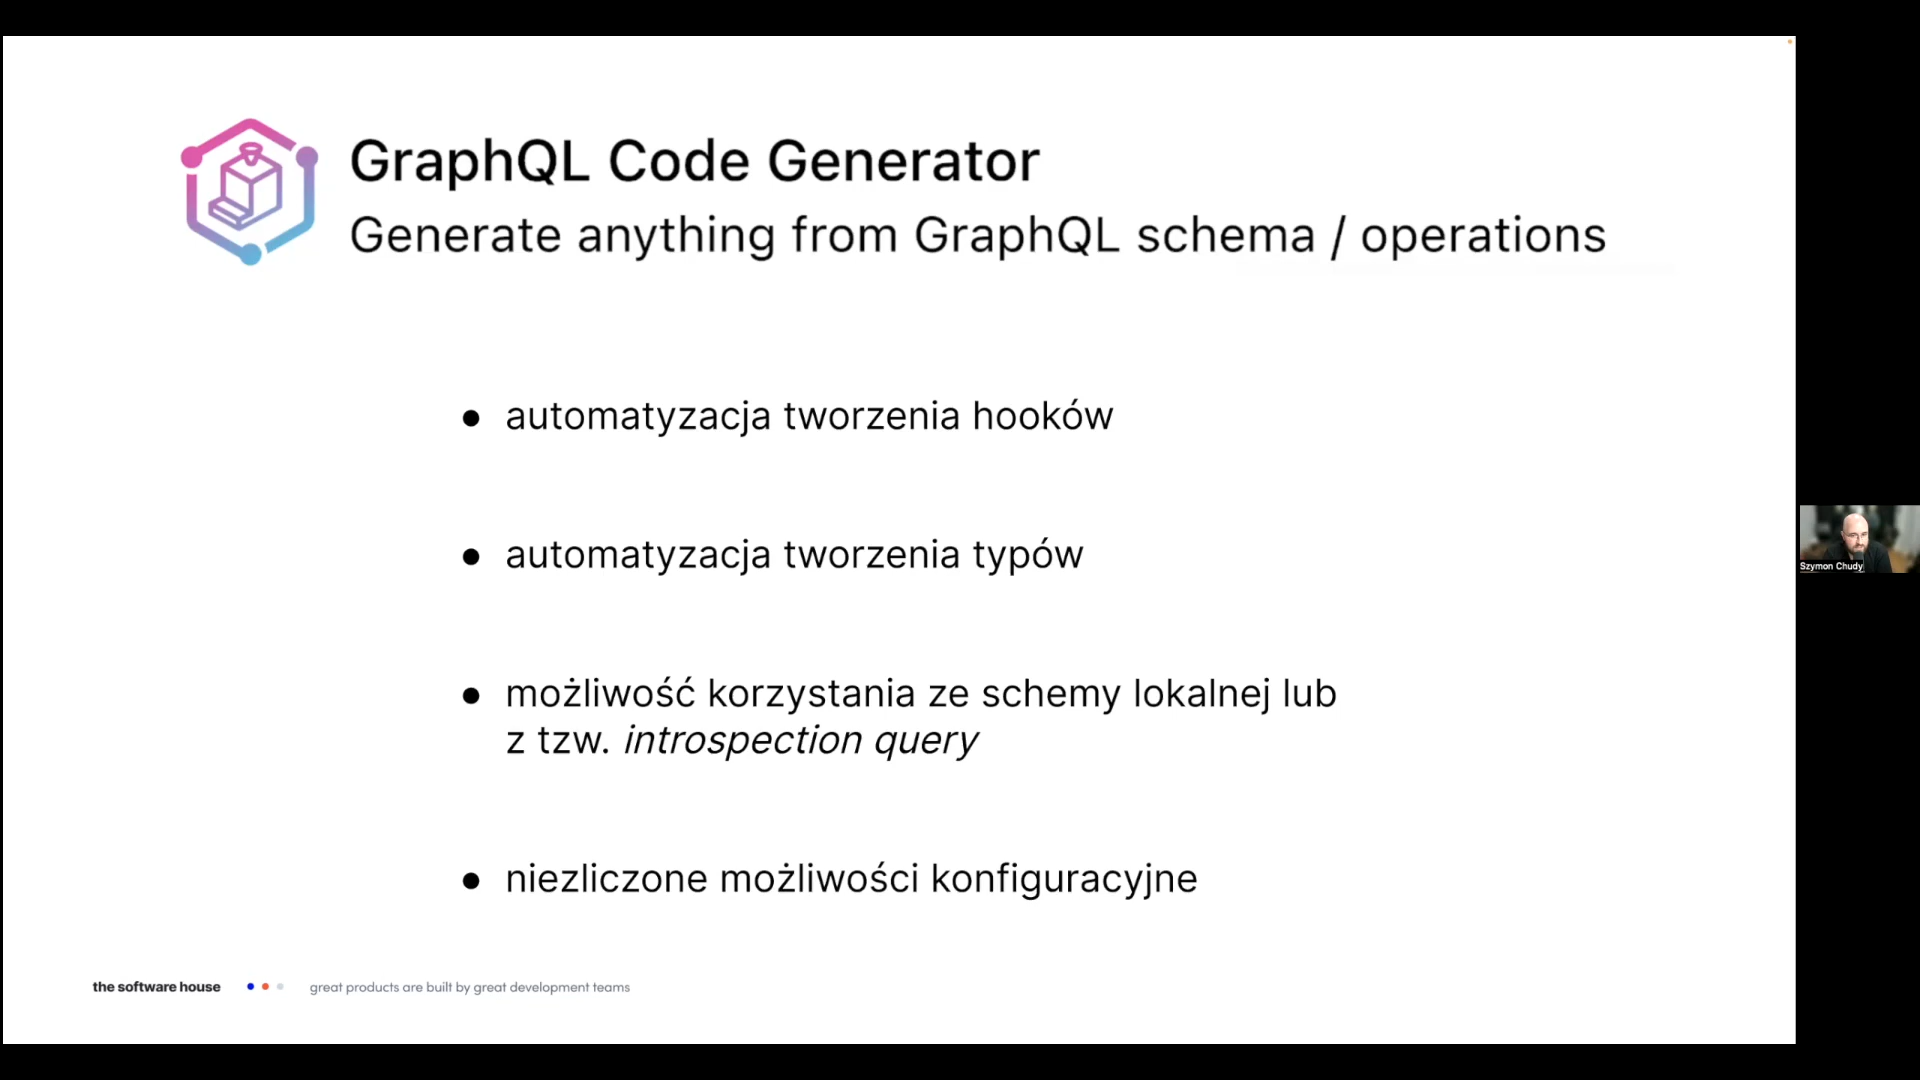 GraphQL Code Generator
Generate anything from GraphQL schema / operations
● automatyzacja tworzenia hooków
● automatyzacja tworzenia typów
● możliwość korzystania ze schemy lokalnej lub
z tzw. introspection query
● niezliczone możliwości konfiguracyjne
Szymon Chudy
the software house
great products are built by great development teams